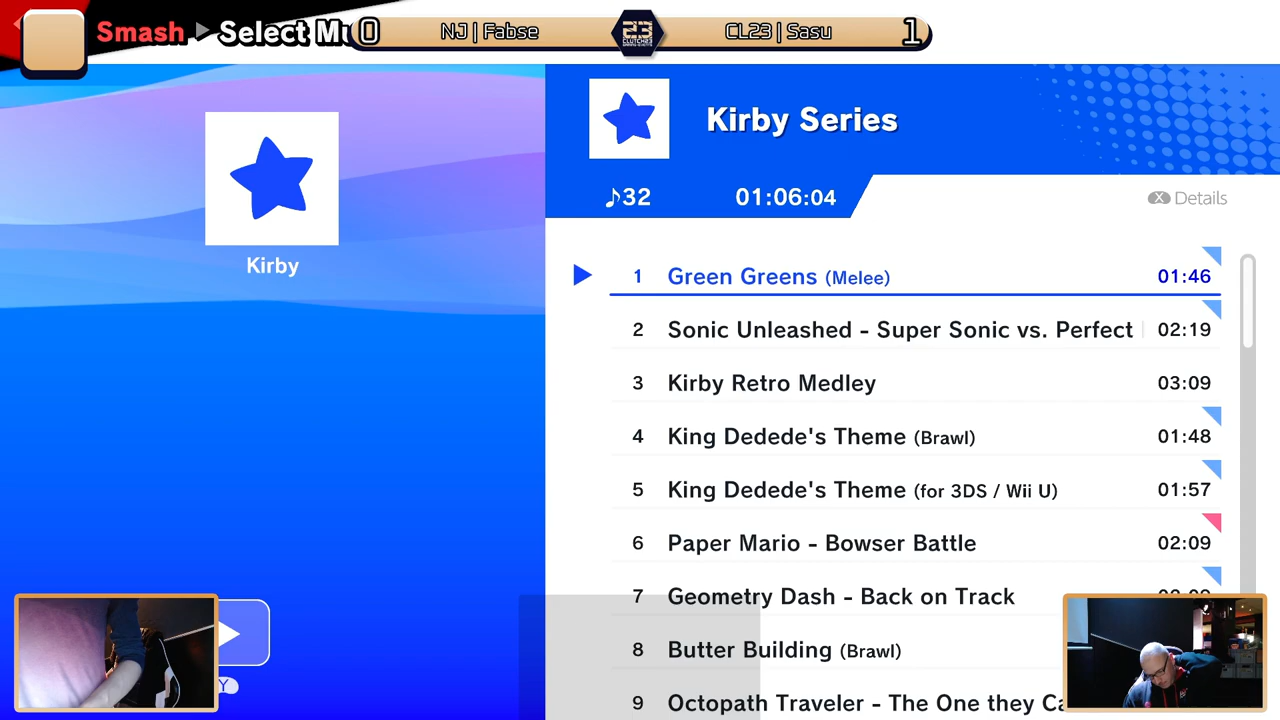 Smash Select Mu
0 NJ | Fabse 23 CL23 | Sasu 1
Kirby
Kirby Series
♪32 01:06:04
X Details
1 Green Greens (Melee) 01:46
2 Sonic Unleashed - Super Sonic vs. Perfect 02:19
3 Kirby Retro Medley 03:09
4 King Dedede's Theme (Brawl) 01:48
5 King Dedede's Theme (for 3DS / Wii U) 01:57
6 Paper Mario - Bowser Battle 02:09
7 Geometry Dash - Back on Track
8 Butter Building (Brawl)
9 Octopath Traveler - The One they Ca
Y